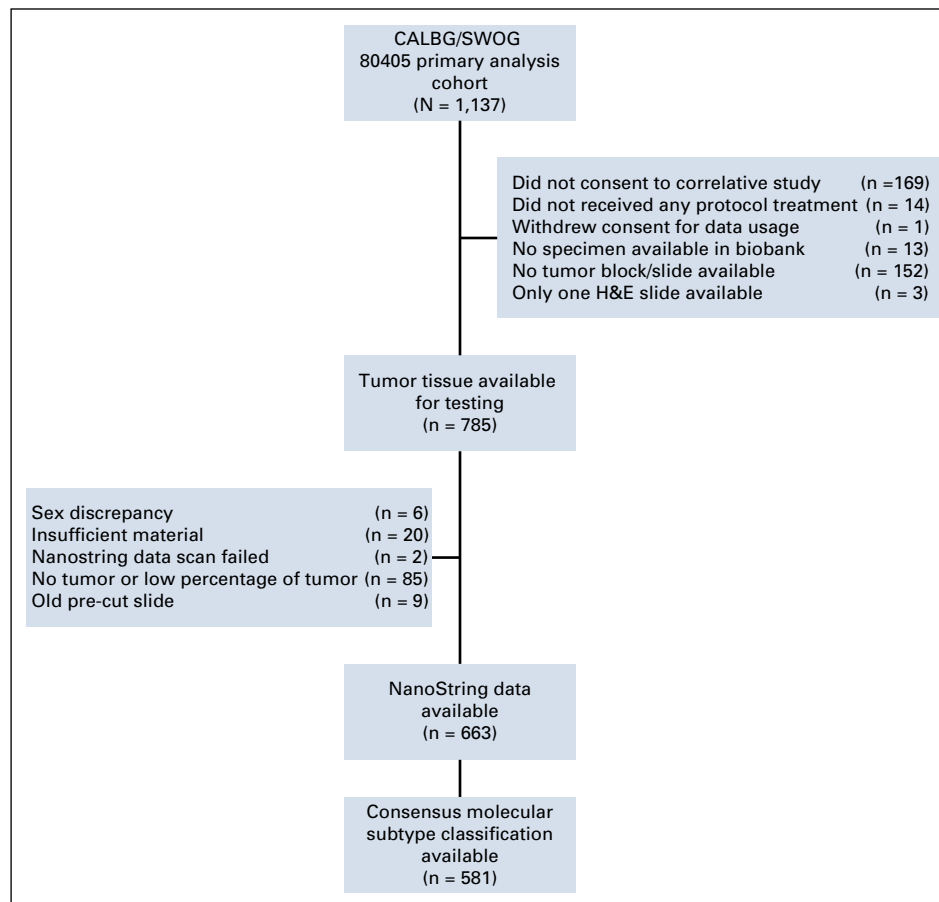 CALBG/SWOG
80405 primary analysis
cohort
(N = 1,137)
Did not consent to correlative study (n =169)
Did not received any protocol treatment (n = 14)
Withdrew consent for data usage (n = 1)
No specimen available in biobank (n = 13)
No tumor block/slide available (n = 152)
Only one H&E slide available (n = 3)
Tumor tissue available
for testing
(n = 785)
Sex discrepancy (n = 6)
Insufficient material (n = 20)
Nanostring data scan failed (n = 2)
No tumor or low percentage of tumor (n = 85)
Old pre-cut slide (n = 9)
NanoString data
available
(n = 663)
Consensus molecular
subtype classification
available
(n = 581)